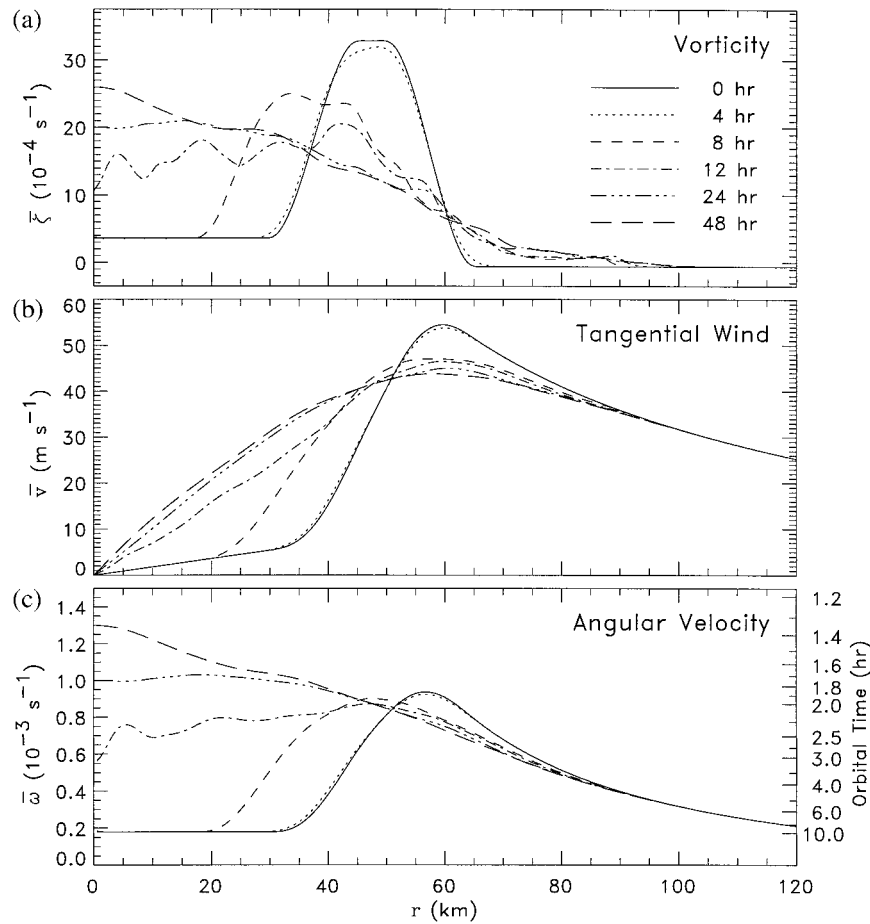 (a)
Vorticity
0 hr
4 hr
8 hr
12 hr
24 hr
48 hr
30
20
10
0
ζ̅ (10⁻⁴ s⁻¹)
(b)
Tangential Wind
60
50
40
30
20
10
0
v̅ (m s⁻¹)
(c)
Angular Velocity
1.4
1.2
1.0
0.8
0.6
0.4
0.2
0.0
ω̅ (10⁻³ s⁻¹)
1.2
1.4
1.6
1.8
2.0
2.5
3.0
4.0
6.0
10.0
Orbital Time (hr)
0 20 40 60 80 100 120
r (km)